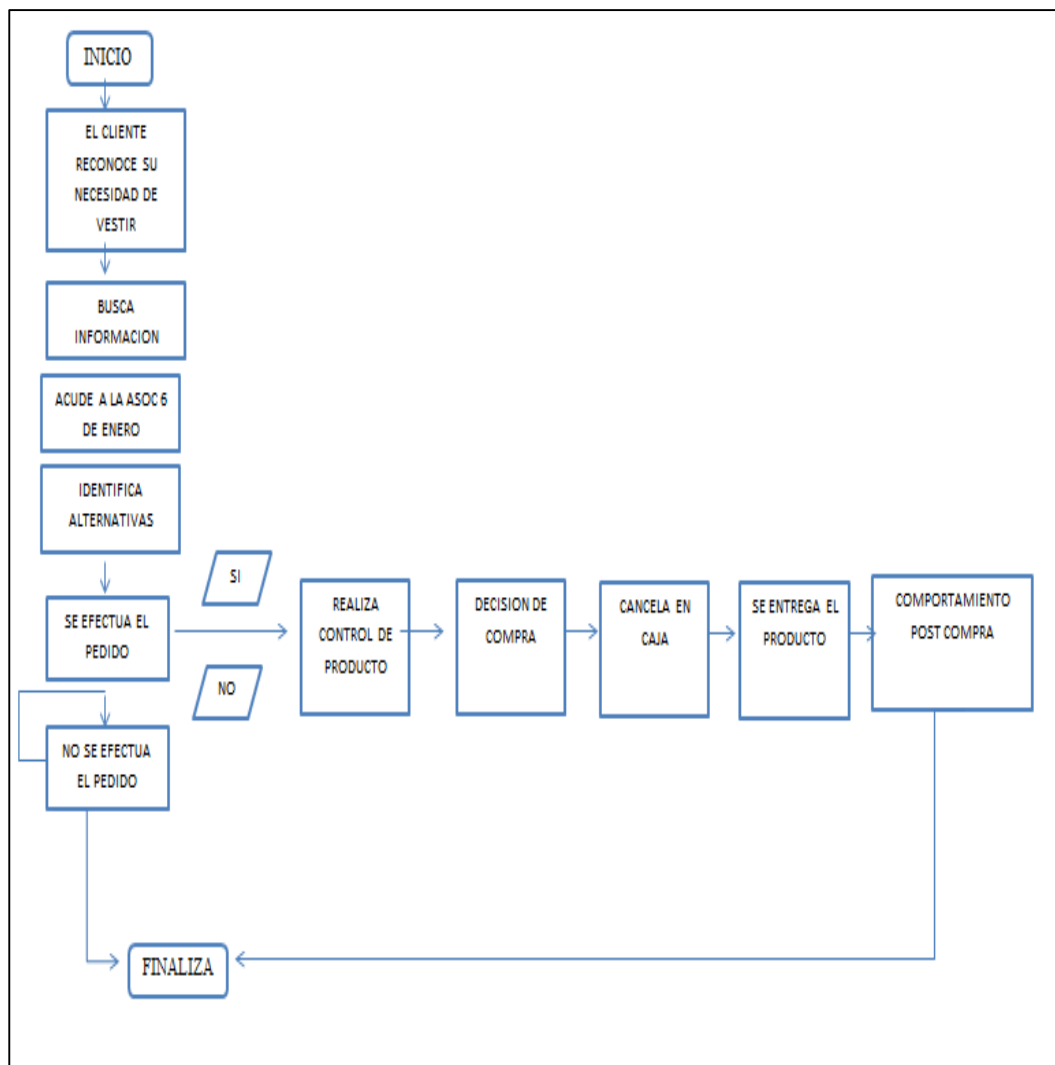 INICIO
EL CLIENTE
RECONOCE SU
NECESIDAD DE
VESTIR
BUSCA
INFORMACION
ACUDE A LA ASOC 6
DE ENERO
IDENTIFICA
ALTERNATIVAS
SE EFECTUA EL
PEDIDO
SI
NO
REALIZA
CONTROL DE
PRODUCTO
DECISION DE
COMPRA
CANCELA EN
CAJA
SE ENTREGA EL
PRODUCTO
COMPORTAMIENTO
POST COMPRA
NO SE EFECTUA
EL PEDIDO
FINALIZA